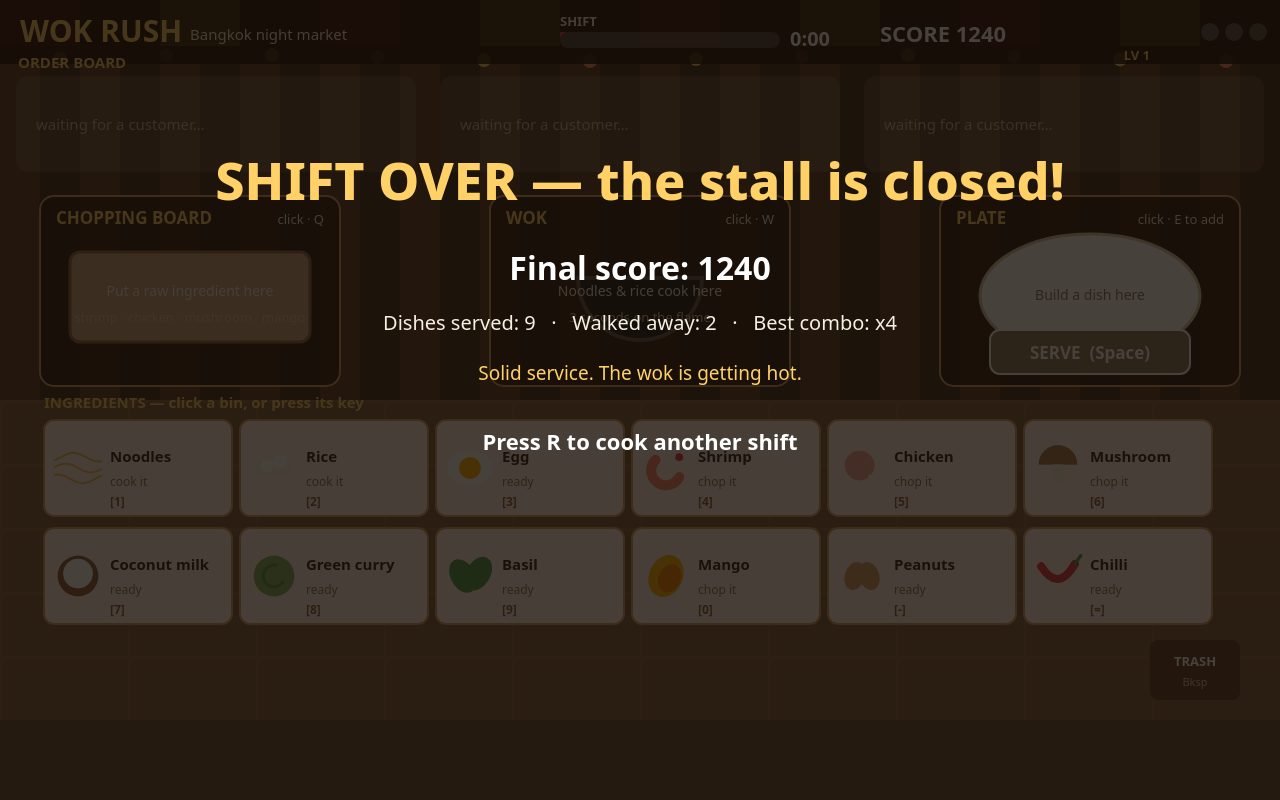 WOK RUSH Bangkok night market
SHIFT
0:00
SCORE 1240
LV 1
ORDER BOARD
waiting for a customer...
waiting for a customer...
waiting for a customer...
SHIFT OVER — the stall is closed!
CHOPPING BOARD
click · Q
WOK
click · W
PLATE
click · E to add
Final score: 1240
Put a raw ingredient here
shrimp · chicken · mushroom · mango
Noodles & rice cook here
Build a dish here
Dishes served: 9 · Walked away: 2 · Best combo: x4
SERVE (Space)
Solid service. The wok is getting hot.
INGREDIENTS — click a bin, or press its key
Press R to cook another shift
Noodles
cook it
[1]
Rice
cook it
[2]
Egg
ready
[3]
Shrimp
chop it
[4]
Chicken
chop it
[5]
Mushroom
chop it
[6]
Coconut milk
ready
[7]
Green curry
ready
[8]
Basil
ready
[9]
Mango
chop it
[0]
Peanuts
ready
[-]
Chilli
ready
[=]
TRASH
Bksp